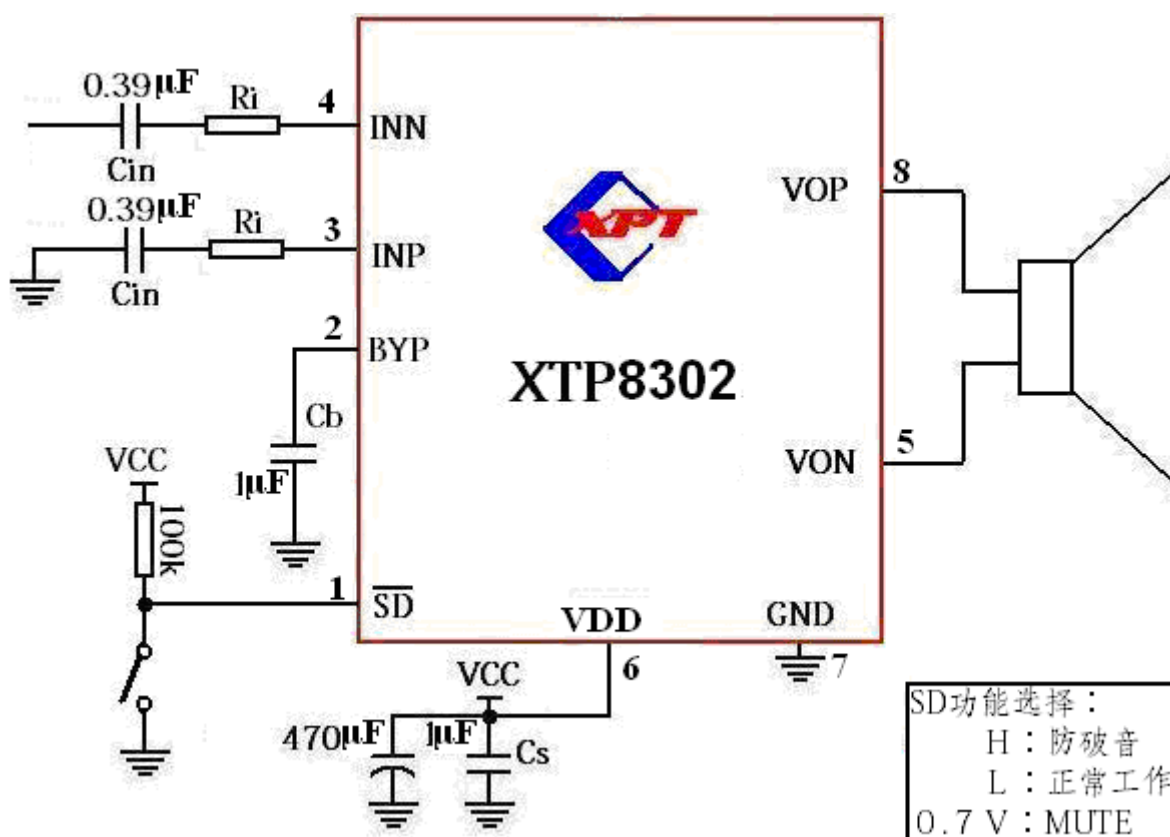 0.39μF
Ri
4
INN
Cin
0.39μF
Ri
3
INP
Cin
2
BYP
Cb
1μF
VCC
100k
1
SD
XPT
XTP8302
VOP
8
VON
5
VDD
6
GND
7
VCC
470μF
1μF
Cs
SD功能选择：
H：防破音
L：正常工作
0.7V：MUTE